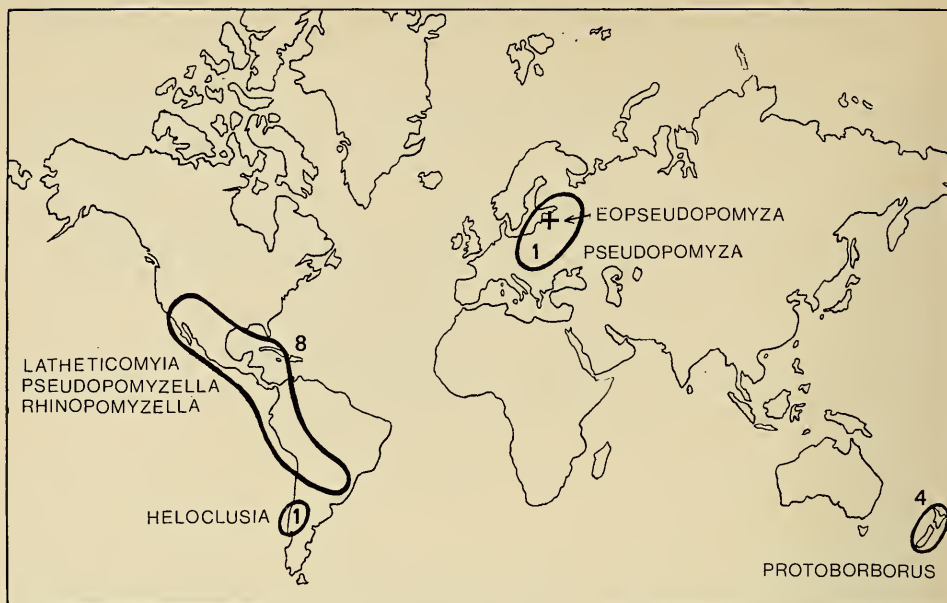 EOPSEUDOPOMYZA
1 PSEUDOPOMYZA
8
LATHETICOMYIA
PSEUDOPOMYZELLA
RHINOPOMYZELLA
HELOCLUSIA 1
4
PROTOBORBORUS